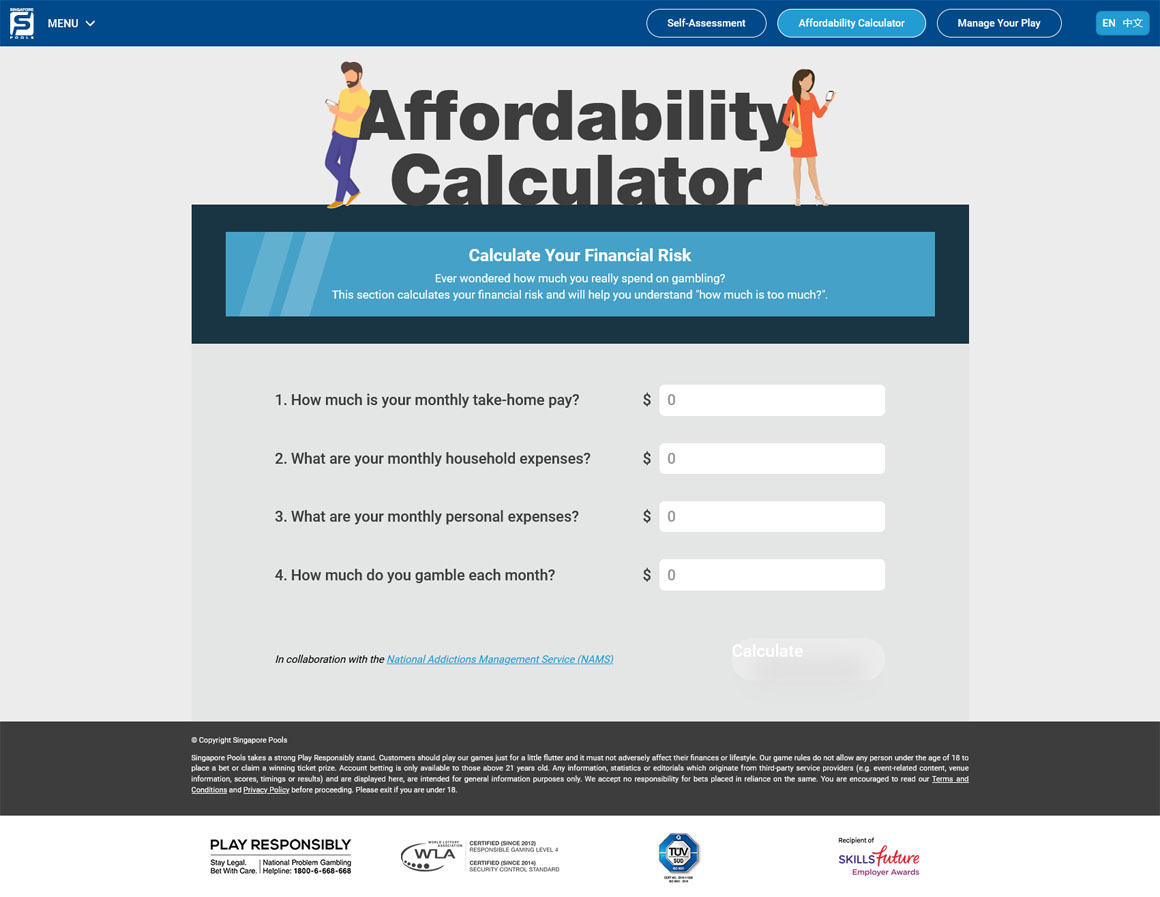 SINGAPORE
S
POOLS
MENU
Self-Assessment
Affordability Calculator
Manage Your Play
EN 中文
Affordability
Calculator
Calculate Your Financial Risk
Ever wondered how much you really spend on gambling?
This section calculates your financial risk and will help you understand "how much is too much?".
1. How much is your monthly take-home pay? $ 0
2. What are your monthly household expenses? $ 0
3. What are your monthly personal expenses? $ 0
4. How much do you gamble each month? $ 0
In collaboration with the National Addictions Management Service (NAMS)
Calculate
© Copyright Singapore Pools
Singapore Pools takes a strong Play Responsibly stand. Customers should play our games just for a little flutter and it must not adversely affect their finances or lifestyle. Our game rules do not allow any person under the age of 18 to
place a bet or claim a winning ticket prize. Account betting is only available to those above 21 years old. Any information, statistics or editorials which originate from third-party service providers (e.g. event-related content, venue
information, scores, timings or results) and are displayed here, are intended for general information purposes only. We accept no responsibility for bets placed in reliance on the same. You are encouraged to read our Terms and
Conditions and Privacy Policy before proceeding. Please exit if you are under 18.
PLAY RESPONSIBLY
Stay Legal.
Bet With Care.
National Problem Gambling
Helpline: 1800-6-668-668
WORLD LOTTERY
ASSOCIATION
WLA
CERTIFIED (SINCE 2012)
RESPONSIBLE GAMING LEVEL 4
CERTIFIED (SINCE 2014)
SECURITY CONTROL STANDARD
TÜV
SÜD
Recipient of
SKILLSfuture
Employer Awards